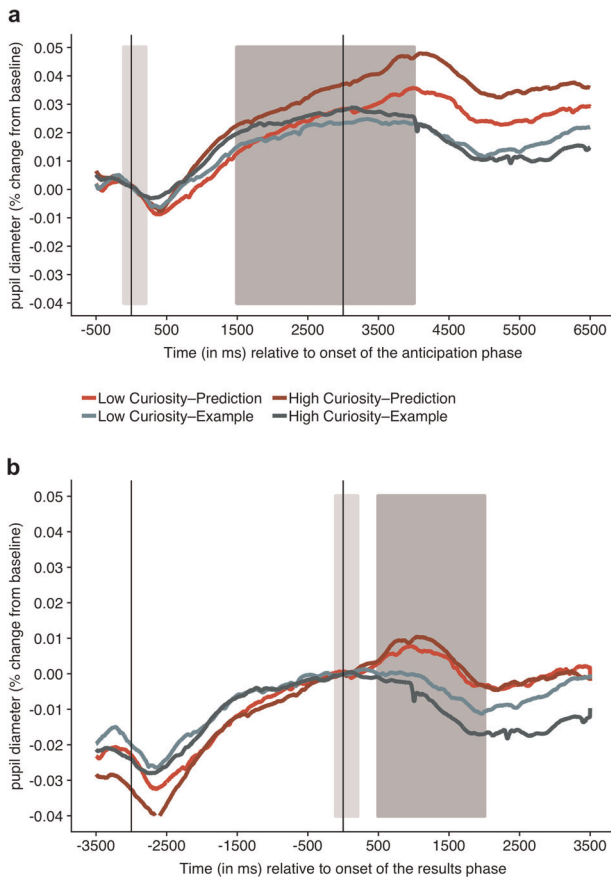 a
pupil diameter (% change from baseline)
0.05
0.04
0.03
0.02
0.01
0.00
-0.01
-0.02
-0.03
-0.04
-500 500 1500 2500 3500 4500 5500 6500
Time (in ms) relative to onset of the anticipation phase
Low Curiosity–Prediction High Curiosity–Prediction
Low Curiosity–Example High Curiosity–Example
b
pupil diameter (% change from baseline)
0.05
0.04
0.03
0.02
0.01
0.00
-0.01
-0.02
-0.03
-0.04
-3500 -2500 -1500 -500 500 1500 2500 3500
Time (in ms) relative to onset of the results phase